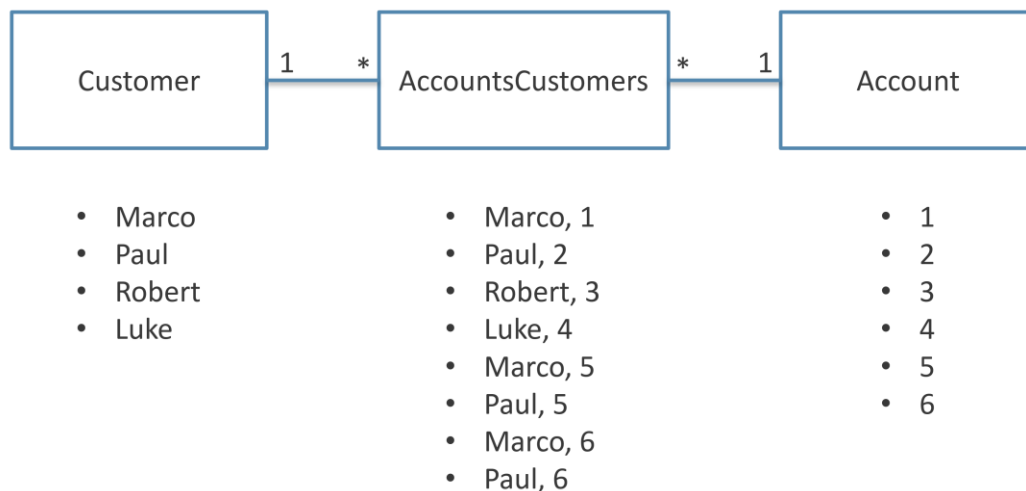 Customer
1
*
AccountsCustomers
*
1
Account
• Marco
• Paul
• Robert
• Luke
• Marco, 1
• Paul, 2
• Robert, 3
• Luke, 4
• Marco, 5
• Paul, 5
• Marco, 6
• Paul, 6
• 1
• 2
• 3
• 4
• 5
• 6